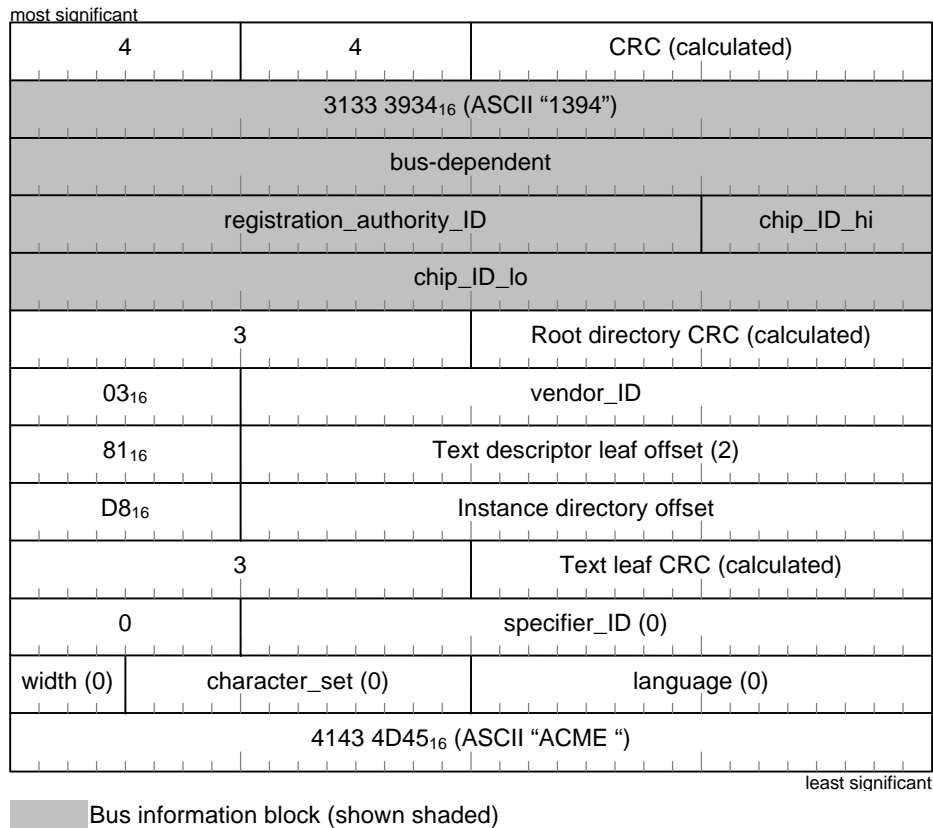 most significant
4 4 CRC (calculated)
3133 3934₁₆ (ASCII “1394”)
bus-dependent
registration_authority_ID chip_ID_hi
chip_ID_lo
3 Root directory CRC (calculated)
03₁₆ vendor_ID
81₁₆ Text descriptor leaf offset (2)
D8₁₆ Instance directory offset
3 Text leaf CRC (calculated)
0 specifier_ID (0)
width (0) character_set (0) language (0)
4143 4D45₁₆ (ASCII “ACME “)
least significant
Bus information block (shown shaded)